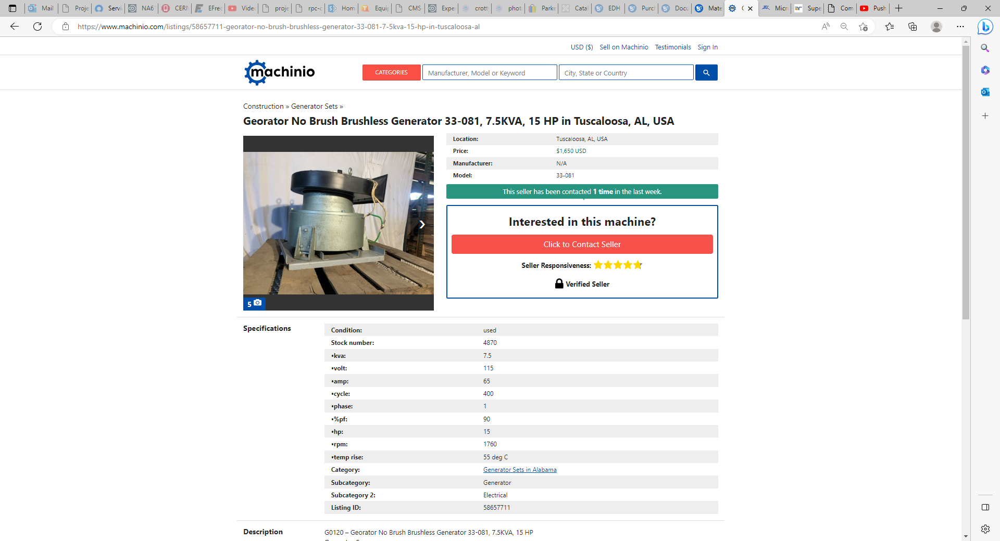 Mail
Proje
Servi
NA6
CERN
EFre
Vide
proje
rpc-c
Hom
Equip
CMS-
Expe
crott
phot
Parke
Catal
EDH
Purch
Docu
Mate
Micr
Supe
Com
Push
https://www.machinio.com/listings/58657711-georator-no-brush-brushless-generator-33-081-7-5kva-15-hp-in-tuscaloosa-al
USD ($) Sell on Machinio Testimonials Sign In
machinio
CATEGORIES
Manufacturer, Model or Keyword
City, State or Country
Construction » Generator Sets »
Georator No Brush Brushless Generator 33-081, 7.5KVA, 15 HP in Tuscaloosa, AL, USA
Location: Tuscaloosa, AL, USA
Price: $1,650 USD
Manufacturer: N/A
Model: 33-081
This seller has been contacted 1 time in the last week.
Interested in this machine?
Click to Contact Seller
Seller Responsiveness:
Verified Seller
5
Specifications
Condition: used
Stock number: 4870
•kva: 7.5
•volt: 115
•amp: 65
•cycle: 400
•phase: 1
•%pf: 90
•hp: 15
•rpm: 1760
•temp rise: 55 deg C
Category: Generator Sets in Alabama
Subcategory: Generator
Subcategory 2: Electrical
Listing ID: 58657711
Description
G0120 – Georator No Brush Brushless Generator 33-081, 7.5KVA, 15 HP